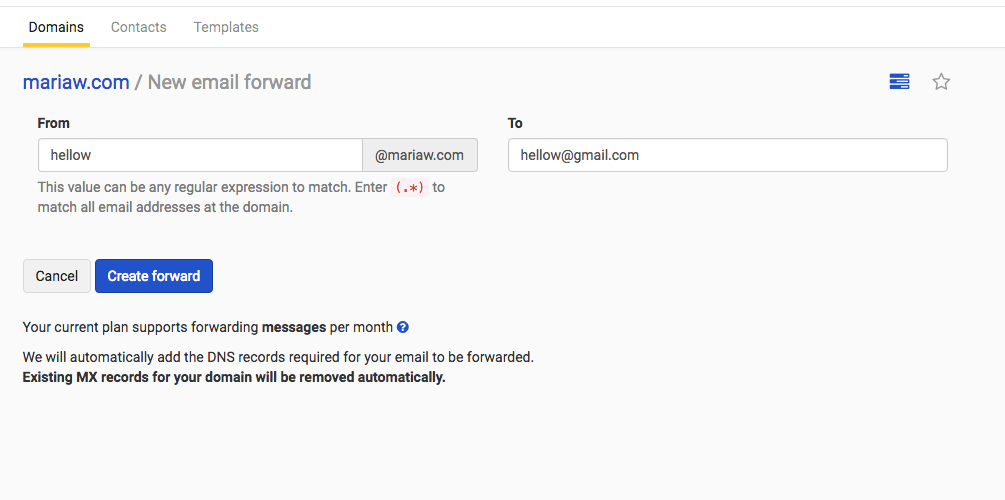 Domains Contacts Templates
mariaw.com / New email forward
From
To
hellow @mariaw.com
hellow@gmail.com
This value can be any regular expression to match. Enter (.*) to
match all email addresses at the domain.
Cancel Create forward
Your current plan supports forwarding messages per month ?
We will automatically add the DNS records required for your email to be forwarded.
Existing MX records for your domain will be removed automatically.